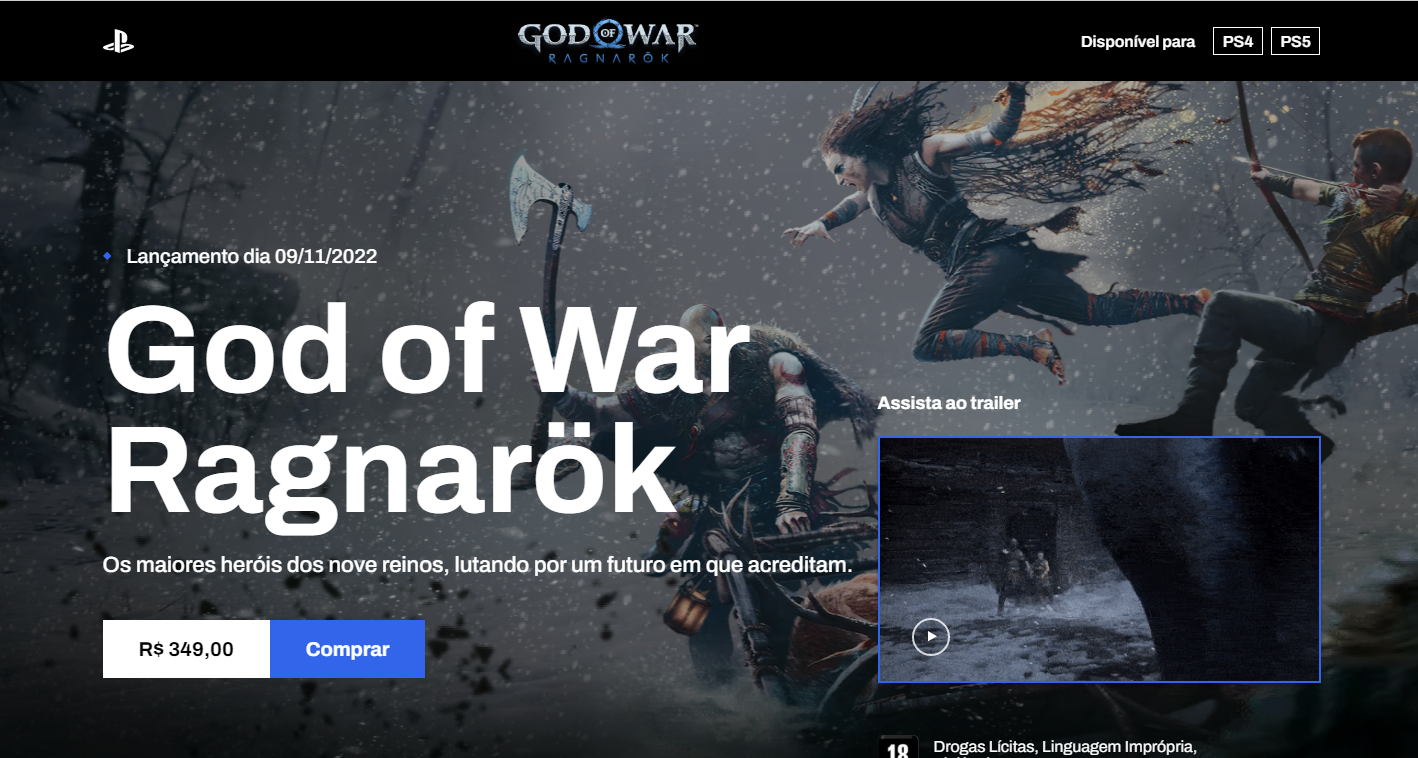 GOD OF WAR
RAGNARÖK
Disponível para PS4 PS5
Lançamento dia 09/11/2022
God of War
Ragnarök
Os maiores heróis dos nove reinos, lutando por um futuro em que acreditam.
R$ 349,00 Comprar
Assista ao trailer
18
Drogas Lícitas, Linguagem Imprópria,